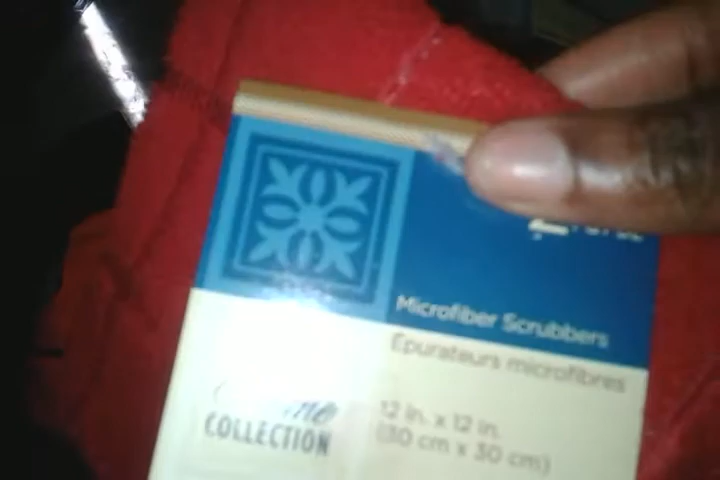 Microfiber Scrubbers
Épurateurs microfibres
12 in. x 12 in.
(30 cm x 30 cm)
COLLECTION